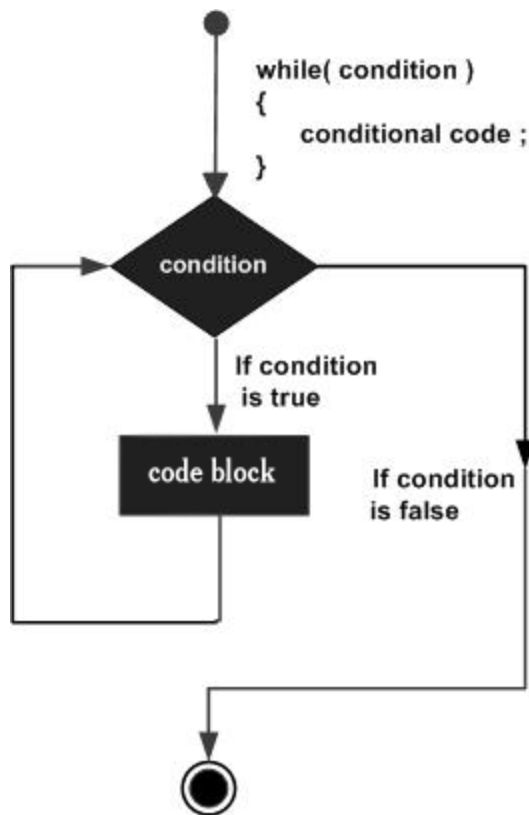 while( condition )
{
conditional code ;
}
condition
If condition
is true
code block
If condition
is false